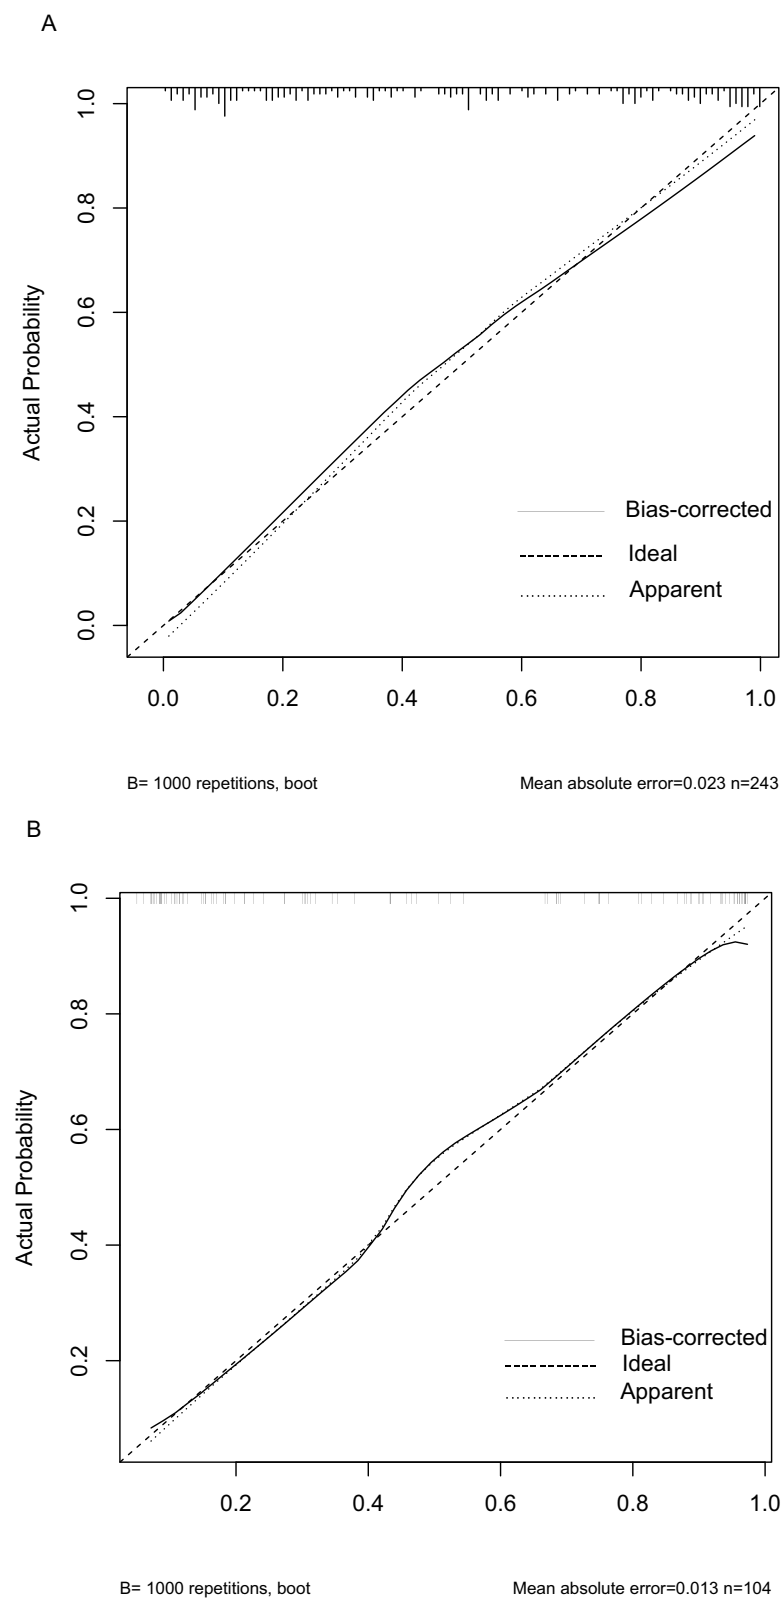 A
1.0
0.8
0.6
0.4
0.2
0.0
Actual Probability
Bias-corrected
Ideal
Apparent
0.0 0.2 0.4 0.6 0.8 1.0
B= 1000 repetitions, boot Mean absolute error=0.023 n=243
B
1.0
0.8
0.6
0.4
0.2
Actual Probability
Bias-corrected
Ideal
Apparent
0.2 0.4 0.6 0.8 1.0
B= 1000 repetitions, boot Mean absolute error=0.013 n=104